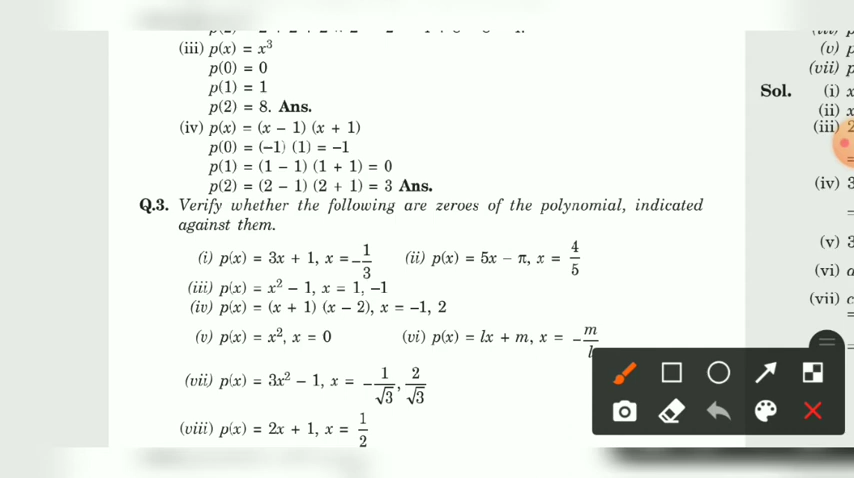 (iii) p(x) = x³
p(0) = 0
p(1) = 1
p(2) = 8. Ans.
(iv) p(x) = (x − 1) (x + 1)
p(0) = (−1) (1) = −1
p(1) = (1 − 1) (1 + 1) = 0
p(2) = (2 − 1) (2 + 1) = 3 Ans.
Q.3. Verify whether the following are zeroes of the polynomial, indicated
against them.
(i) p(x) = 3x + 1, x = −1/3 (ii) p(x) = 5x − π, x = 4/5
(iii) p(x) = x² − 1, x = 1, −1
(iv) p(x) = (x + 1) (x − 2), x = −1, 2
(v) p(x) = x², x = 0 (vi) p(x) = lx + m, x = −m/l
(vii) p(x) = 3x² − 1, x = −1/√3, 2/√3
(viii) p(x) = 2x + 1, x = 1/2
(v) p
(vii) p
Sol. (i) x
(ii) x
(iii) 2
=
(iv) 3
=
(v) 3
(vi) a
(vii) c
=